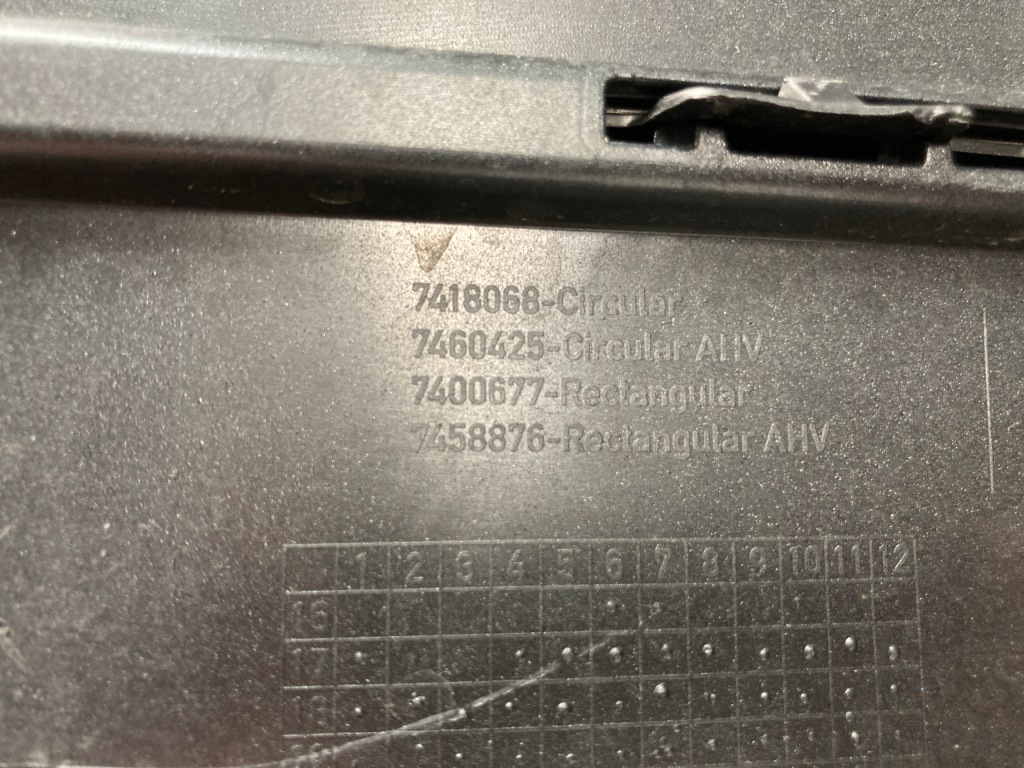 7418068-Circular
7460425-Circular AHV
7400677-Rectangular
7458876-Rectangular AHV
1 2 3 4 5 6 7 8 9 10 11 12
16
17
18